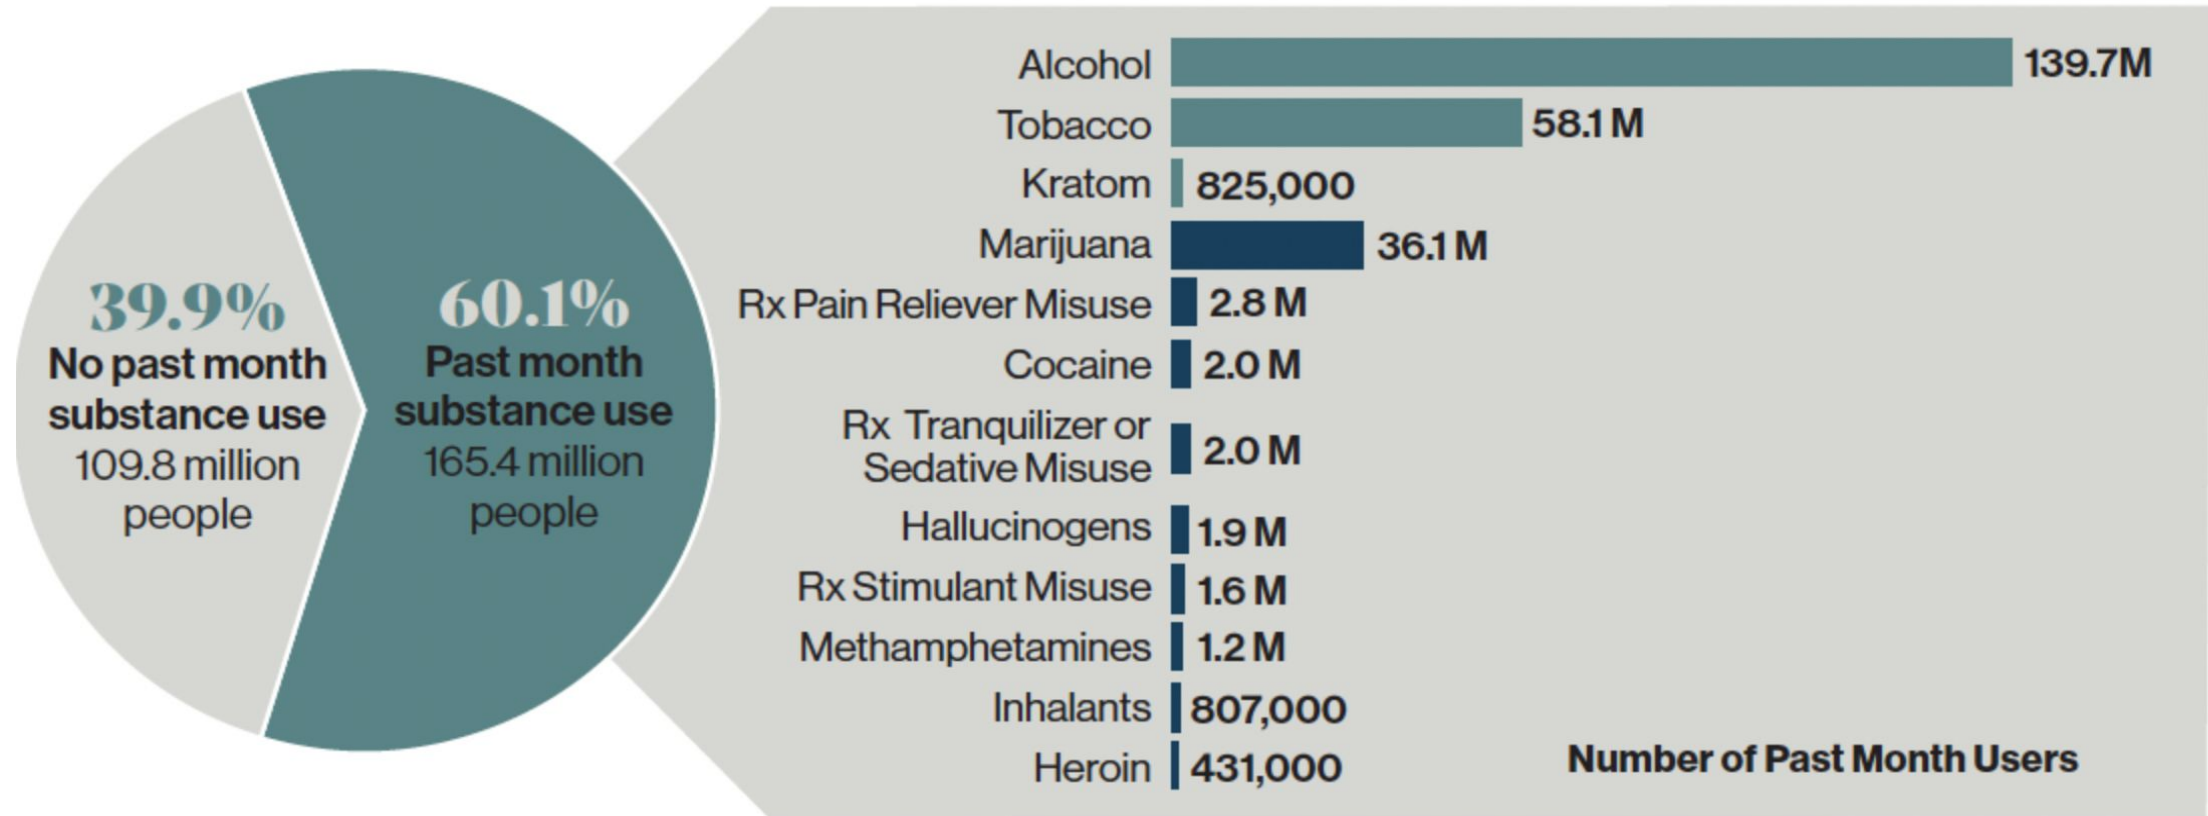 39.9%
No past month
substance use
109.8 million
people
60.1%
Past month
substance use
165.4 million
people
Alcohol 139.7M
Tobacco 58.1 M
Kratom 825,000
Marijuana 36.1 M
Rx Pain Reliever Misuse 2.8 M
Cocaine 2.0 M
Rx Tranquilizer or
Sedative Misuse 2.0 M
Hallucinogens 1.9 M
Rx Stimulant Misuse 1.6 M
Methamphetamines 1.2 M
Inhalants 807,000
Heroin 431,000
Number of Past Month Users